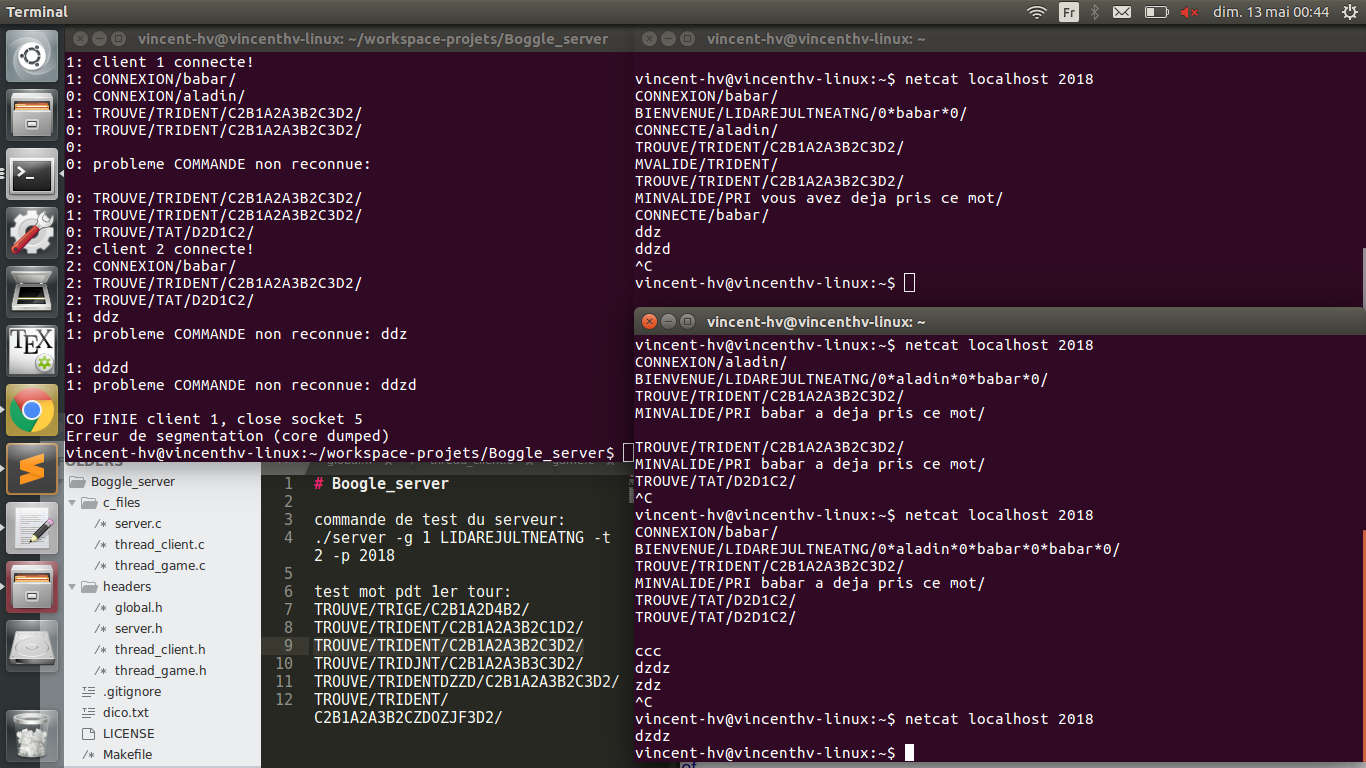 Terminal
Fr
dim. 13 mai 00:44
vincent-hv@vincenthv-linux: ~/workspace-projets/Boggle_server
1: client 1 connecte!
1: CONNEXION/babar/
0: CONNEXION/aladin/
1: TROUVE/TRIDENT/C2B1A2A3B2C3D2/
0: TROUVE/TRIDENT/C2B1A2A3B2C3D2/
0:
0: probleme COMMANDE non reconnue:
0: TROUVE/TRIDENT/C2B1A2A3B2C3D2/
1: TROUVE/TRIDENT/C2B1A2A3B2C3D2/
0: TROUVE/TAT/D2D1C2/
2: client 2 connecte!
2: CONNEXION/babar/
2: TROUVE/TRIDENT/C2B1A2A3B2C3D2/
2: TROUVE/TAT/D2D1C2/
1: ddz
1: probleme COMMANDE non reconnue: ddz
1: ddzd
1: probleme COMMANDE non reconnue: ddzd
CO FINIE client 1, close socket 5
Erreur de segmentation (core dumped)
vincent-hv@vincenthv-linux:~/workspace-projets/Boggle_server$
vincent-hv@vincenthv-linux: ~
vincent-hv@vincenthv-linux:~$ netcat localhost 2018
CONNEXION/babar/
BIENVENUE/LIDAREJULTNEATNG/0*babar*0/
CONNECTE/aladin/
TROUVE/TRIDENT/C2B1A2A3B2C3D2/
MVALIDE/TRIDENT/
TROUVE/TRIDENT/C2B1A2A3B2C3D2/
MINVALIDE/PRI vous avez deja pris ce mot/
CONNECTE/babar/
ddz
ddzd
^C
vincent-hv@vincenthv-linux:~$
vincent-hv@vincenthv-linux: ~
vincent-hv@vincenthv-linux:~$ netcat localhost 2018
CONNEXION/aladin/
BIENVENUE/LIDAREJULTNEATNG/0*aladin*0*babar*0/
TROUVE/TRIDENT/C2B1A2A3B2C3D2/
MINVALIDE/PRI babar a deja pris ce mot/
TROUVE/TRIDENT/C2B1A2A3B2C3D2/
MINVALIDE/PRI babar a deja pris ce mot/
TROUVE/TAT/D2D1C2/
^C
vincent-hv@vincenthv-linux:~$ netcat localhost 2018
CONNEXION/babar/
BIENVENUE/LIDAREJULTNEATNG/0*aladin*0*babar*0*babar*0/
TROUVE/TRIDENT/C2B1A2A3B2C3D2/
MINVALIDE/PRI babar a deja pris ce mot/
TROUVE/TAT/D2D1C2/
TROUVE/TAT/D2D1C2/
ccc
dzdz
zdz
^C
vincent-hv@vincenthv-linux:~$ netcat localhost 2018
dzdz
vincent-hv@vincenthv-linux:~$
TEX
FOLDERS
Boggle_server
c_files
/* server.c
/* thread_client.c
/* thread_game.c
headers
/* global.h
/* server.h
/* thread_client.h
/* thread_game.h
.gitignore
dico.txt
LICENSE
/* Makefile
1 # Boogle_server
2
3 commande de test du serveur:
4 ./server -g 1 LIDAREJULTNEATNG -t
2 -p 2018
5
6 test mot pdt 1er tour:
7 TROUVE/TRIGE/C2B1A2D4B2/
8 TROUVE/TRIDENT/C2B1A2A3B2C1D2/
9 TROUVE/TRIDENT/C2B1A2A3B2C3D2/
10 TROUVE/TRIDJNT/C2B1A2A3B3C3D2/
11 TROUVE/TRIDENTDZZD/C2B1A2A3B2C3D2/
12 TROUVE/TRIDENT/
C2B1A2A3B2CZDOZJF3D2/